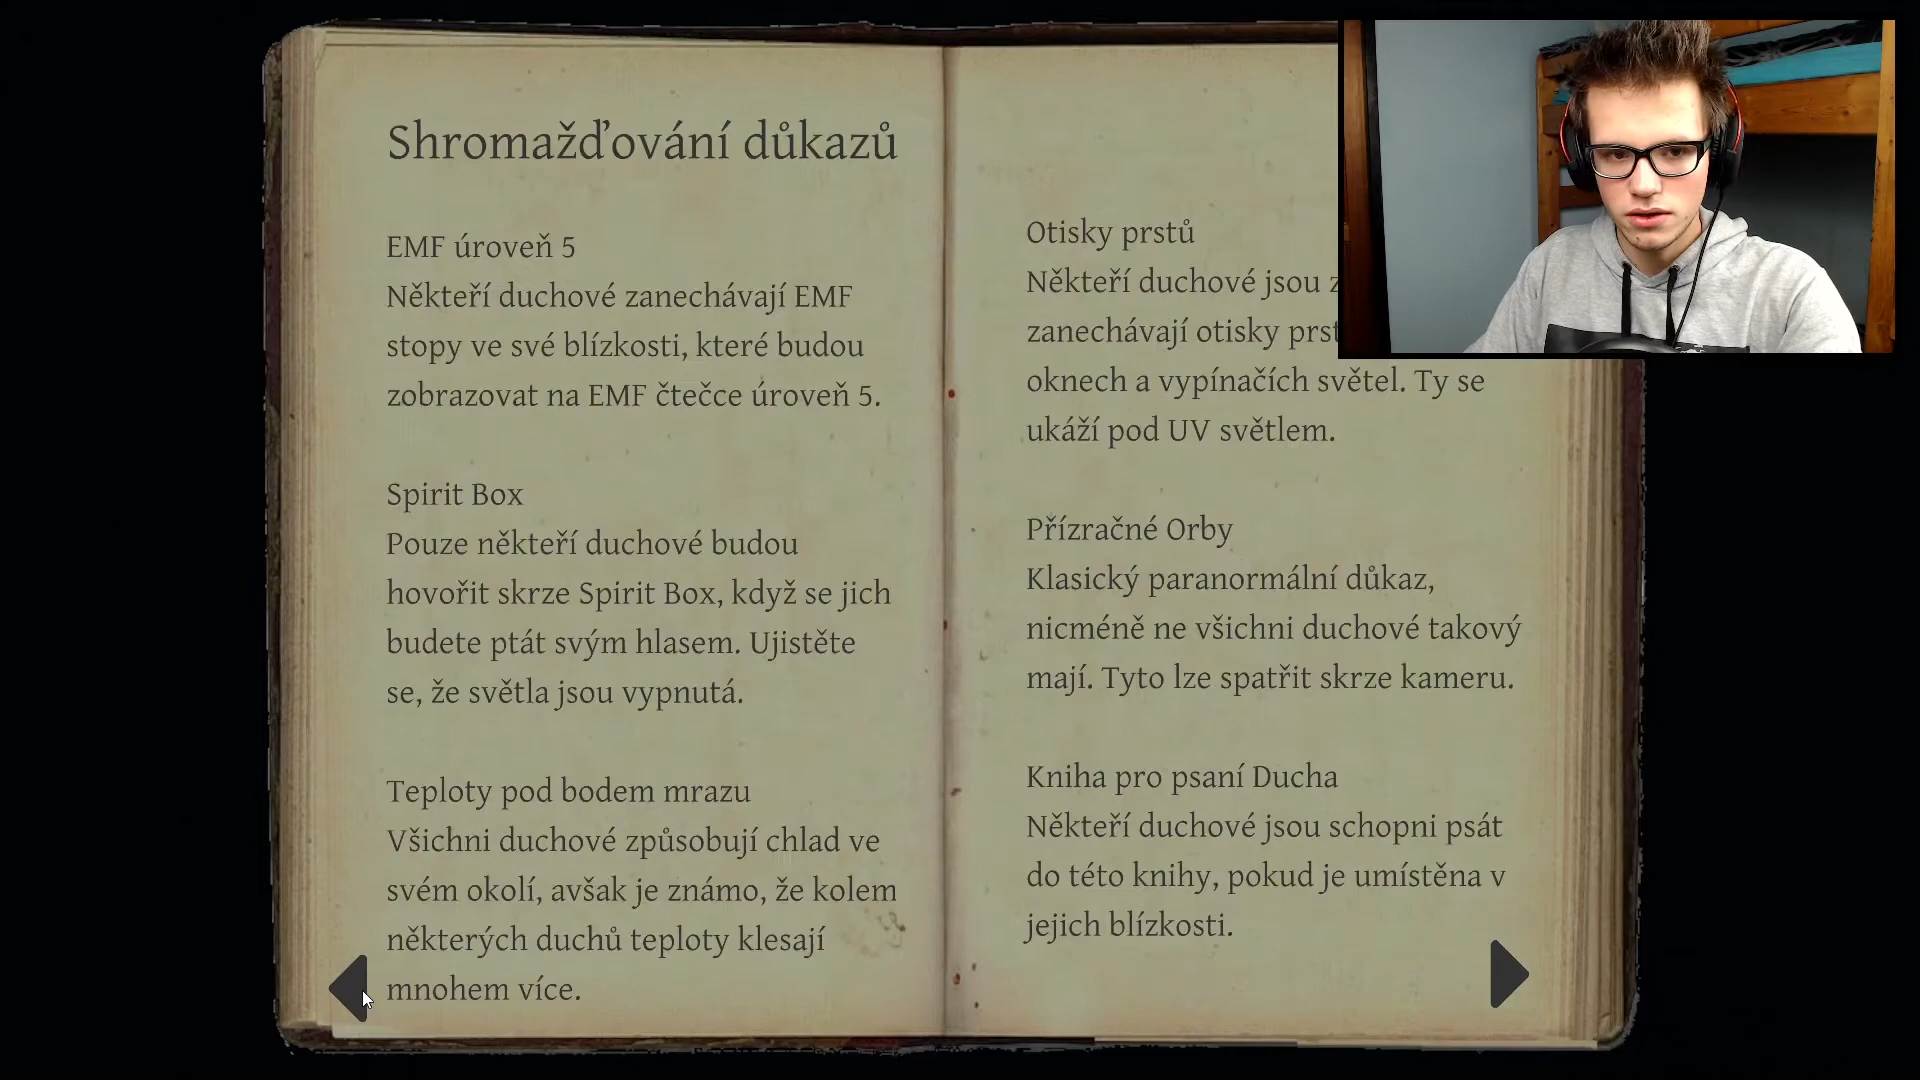 Shromažďování důkazů
EMF úroveň 5
Někteří duchové zanechávají EMF
stopy ve své blízkosti, které budou
zobrazovat na EMF čtečce úroveň 5.
Spirit Box
Pouze někteří duchové budou
hovořit skrze Spirit Box, když se jich
budete ptát svým hlasem. Ujistěte
se, že světla jsou vypnutá.
Teploty pod bodem mrazu
Všichni duchové způsobují chlad ve
svém okolí, avšak je známo, že kolem
některých duchů teploty klesají
mnohem více.
Otisky prstů
Někteří duchové jsou
zanechávají otisky
oknech a vypínačích světel. Ty se
ukáží pod UV světlem.
Přízračné Orby
Klasický paranormální důkaz,
nicméně ne všichni duchové takový
mají. Tyto lze spatřit skrze kameru.
Kniha pro psaní Ducha
Někteří duchové jsou schopni psát
do této knihy, pokud je umístěna v
jejich blízkosti.